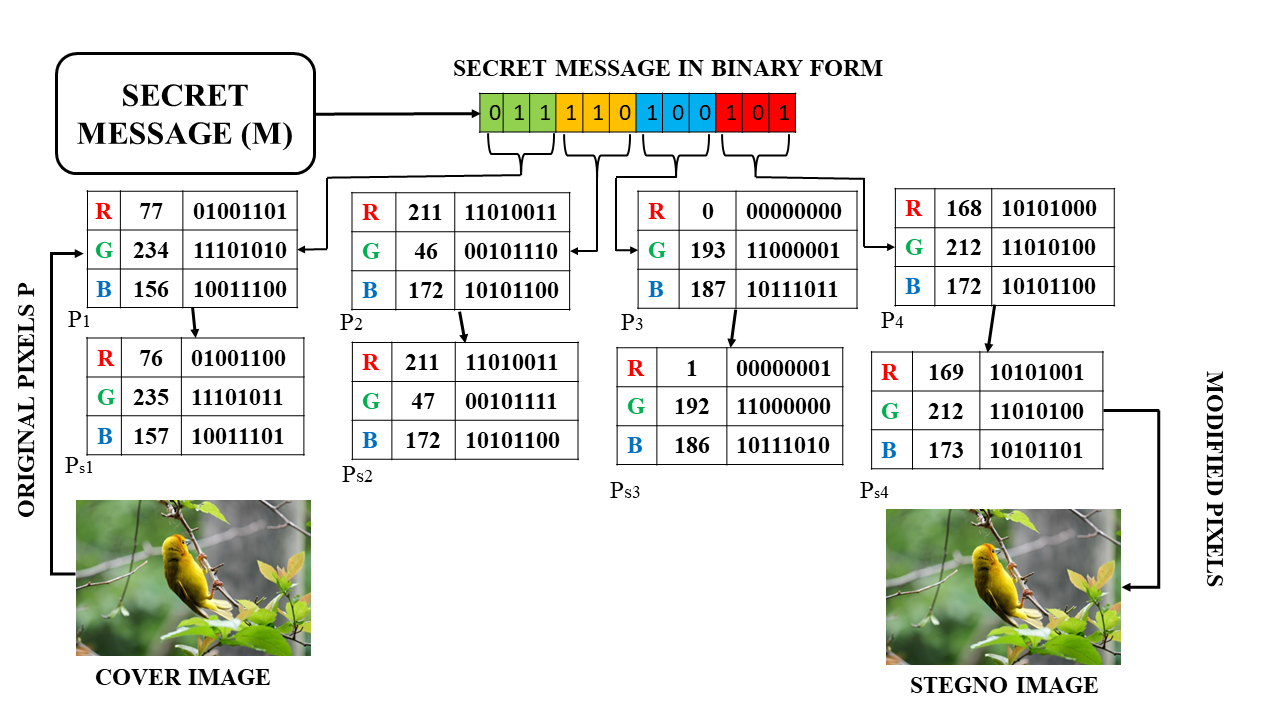 SECRET MESSAGE IN BINARY FORM
SECRET
MESSAGE (M)
0 1 1 1 1 0 1 0 0 1 0 1
R 77 01001101
G 234 11101010
B 156 10011100
P1
R 211 11010011
G 46 00101110
B 172 10101100
P2
R 0 00000000
G 193 11000001
B 187 10111011
P3
R 168 10101000
G 212 11010100
B 172 10101100
P4
R 76 01001100
G 235 11101011
B 157 10011101
Ps1
R 211 11010011
G 47 00101111
B 172 10101100
Ps2
R 1 00000001
G 192 11000000
B 186 10111010
Ps3
R 169 10101001
G 212 11010100
B 173 10101101
Ps4
ORIGINAL PIXELS P
MODIFIED PIXELS
COVER IMAGE
STEGNO IMAGE